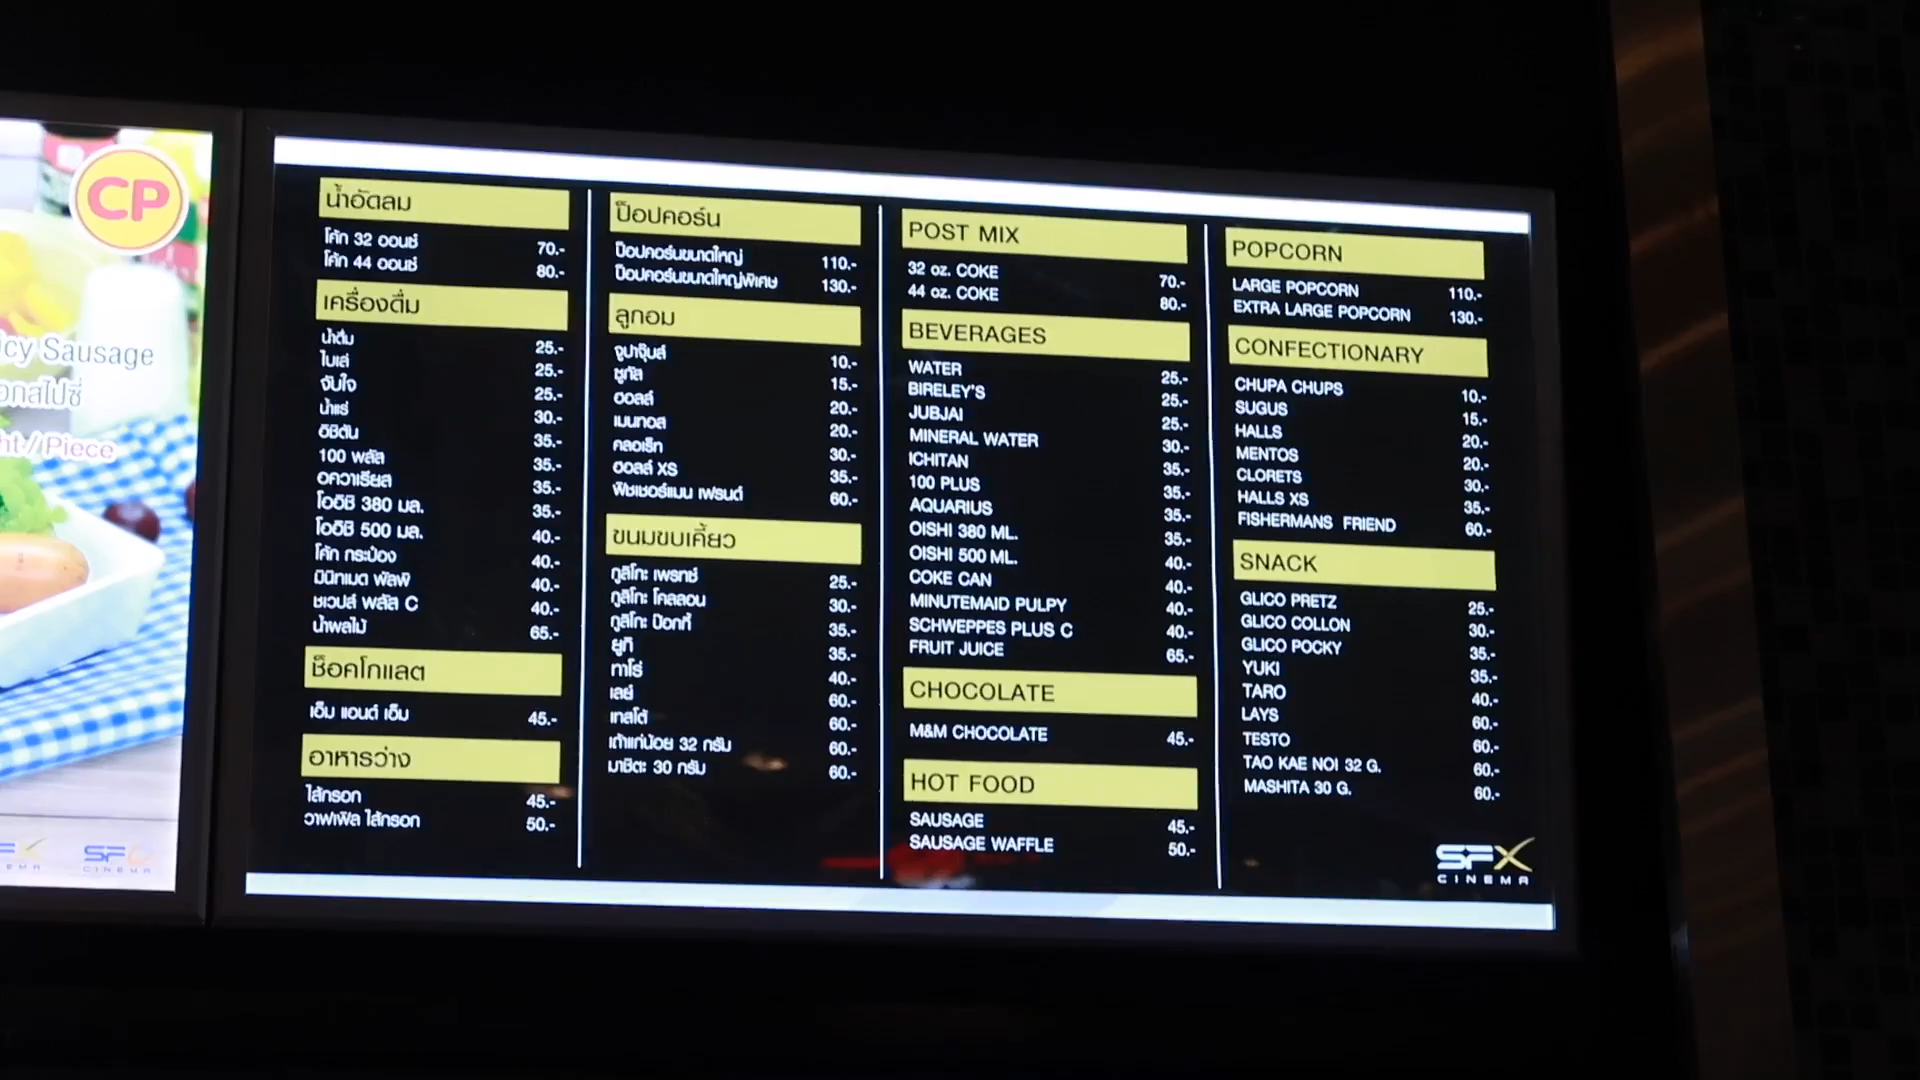 CP
cy Sausage
อกสไปซี่
ht / Piece
SFC
CINEMA
น้ำอัดลม
โค้ก 32 ออนซ์ 70.-
โค้ก 44 ออนซ์ 80.-
เครื่องดื่ม
น้ำดื่ม 25.-
ไบเล่ 25.-
จับใจ 25.-
น้ำแร่ 30.-
อิชิตัน 35.-
100 พลัส 35.-
อควาเรียส 35.-
โออิชิ 380 มล. 35.-
โออิชิ 500 มล. 40.-
โค้ก กระป๋อง 40.-
มินิทเมด พัลพี 40.-
ชเวปส์ พลัส C 40.-
น้ำผลไม้ 65.-
ช็อคโกแลต
เอ็ม แอนด์ เอ็ม 45.-
อาหารว่าง
ไส้กรอก 45.-
วาฟเฟิล ไส้กรอก 50.-
ป็อปคอร์น
ป๊อปคอร์นขนาดใหญ่ 110.-
ป๊อปคอร์นขนาดใหญ่พิเศษ 130.-
ลูกอม
จูปาจุ๊บส์ 10.-
ซูกัส 15.-
ฮอลล์ 20.-
เมนทอส 20.-
คลอเร็ท 30.-
ฮอลล์ XS 35.-
ฟิชเชอร์แมน เฟรนด์ 60.-
ขนมขบเคี้ยว
กูลิโกะ เพรทซ์ 25.-
กูลิโกะ โคลลอน 30.-
กูลิโกะ ป๊อกกี้ 35.-
ยูกิ 35.-
ทาโร่ 40.-
เลย์ 60.-
เทสโต้ 60.-
เถ้าแก่น้อย 32 กรัม 60.-
มาชิตะ 30 กรัม 60.-
POST MIX
32 oz. COKE 70.-
44 oz. COKE 80.-
BEVERAGES
WATER 25.-
BIRELEY'S 25.-
JUBJAI 25.-
MINERAL WATER 30.-
ICHITAN 35.-
100 PLUS 35.-
AQUARIUS 35.-
OISHI 380 ML. 35.-
OISHI 500 ML. 40.-
COKE CAN 40.-
MINUTEMAID PULPY 40.-
SCHWEPPES PLUS C 40.-
FRUIT JUICE 65.-
CHOCOLATE
M&M CHOCOLATE 45.-
HOT FOOD
SAUSAGE 45.-
SAUSAGE WAFFLE 50.-
POPCORN
LARGE POPCORN 110.-
EXTRA LARGE POPCORN 130.-
CONFECTIONARY
CHUPA CHUPS 10.-
SUGUS 15.-
HALLS 20.-
MENTOS 20.-
CLORETS 30.-
HALLS XS 35.-
FISHERMANS FRIEND 60.-
SNACK
GLICO PRETZ 25.-
GLICO COLLON 30.-
GLICO POCKY 35.-
YUKI 35.-
TARO 40.-
LAYS 60.-
TESTO 60.-
TAO KAE NOI 32 G. 60.-
MASHITA 30 G. 60.-
SFX
CINEMA